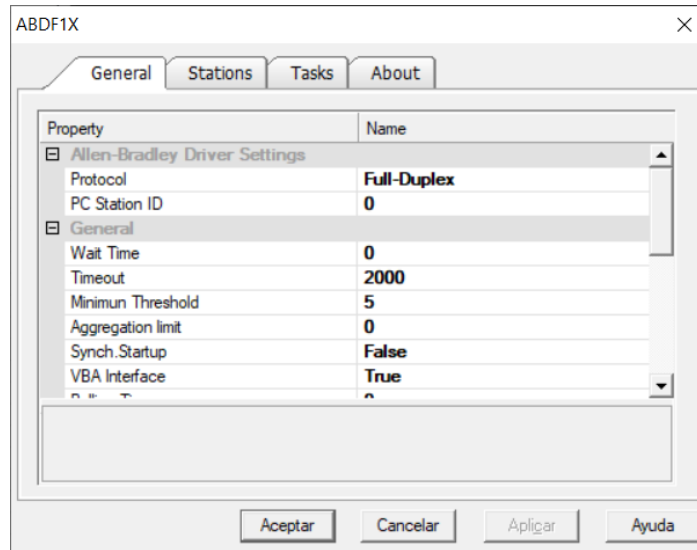 ABDF1X
General Stations Tasks About
Property Name
Allen-Bradley Driver Settings
Protocol Full-Duplex
PC Station ID 0
General
Wait Time 0
Timeout 2000
Minimun Threshold 5
Aggregation limit 0
Synch.Startup False
VBA Interface True
Aceptar Cancelar Aplicar Ayuda